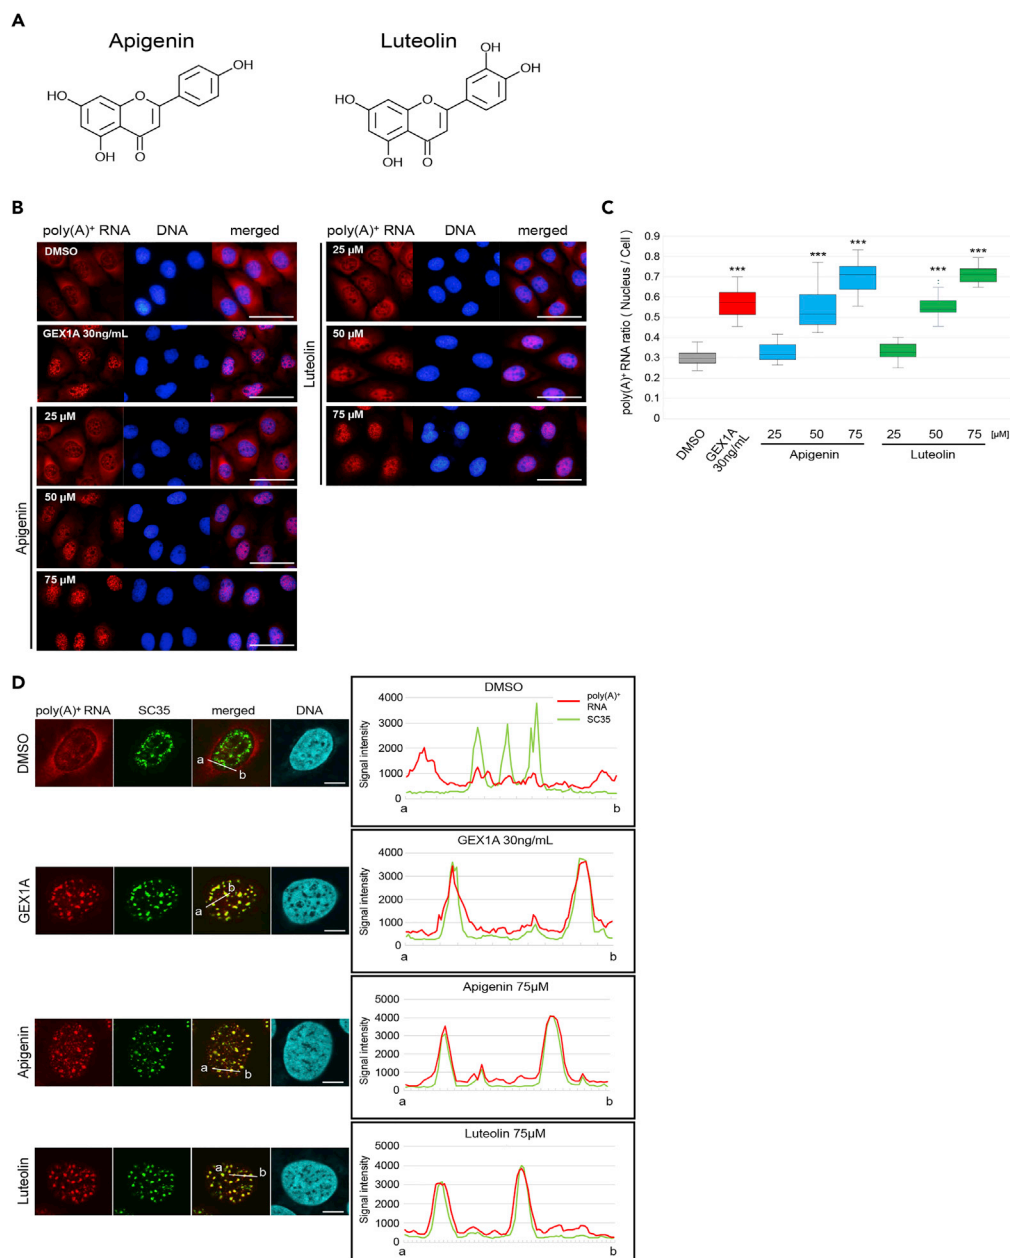 A
Apigenin
OH
HO
O
OH
O
Luteolin
OH
OH
HO
O
OH
O
B
poly(A)+ RNA DNA merged
DMSO
GEX1A 30ng/mL
Apigenin
25 µM
50 µM
75 µM
poly(A)+ RNA DNA merged
Luteolin
25 µM
50 µM
75 µM
C
poly(A)+ RNA ratio ( Nucleus / Cell )
0.9
0.8
0.7
0.6
0.5
0.4
0.3
0.2
0.1
0
***
***
***
***
***
DMSO
GEX1A
30ng/mL
25 50 75 25 50 75 [µM]
Apigenin Luteolin
D
poly(A)+ RNA SC35 merged DNA
DMSO
a
b
GEX1A
a
b
Apigenin
a
b
Luteolin
a
b
DMSO
poly(A)+
RNA
SC35
Signal intensity
4000
3000
2000
1000
0
a b
GEX1A 30ng/mL
Signal intensity
4000
3000
2000
1000
0
a b
Apigenin 75µM
Signal intensity
5000
4000
3000
2000
1000
0
a b
Luteolin 75µM
Signal intensity
5000
4000
3000
2000
1000
0
a b